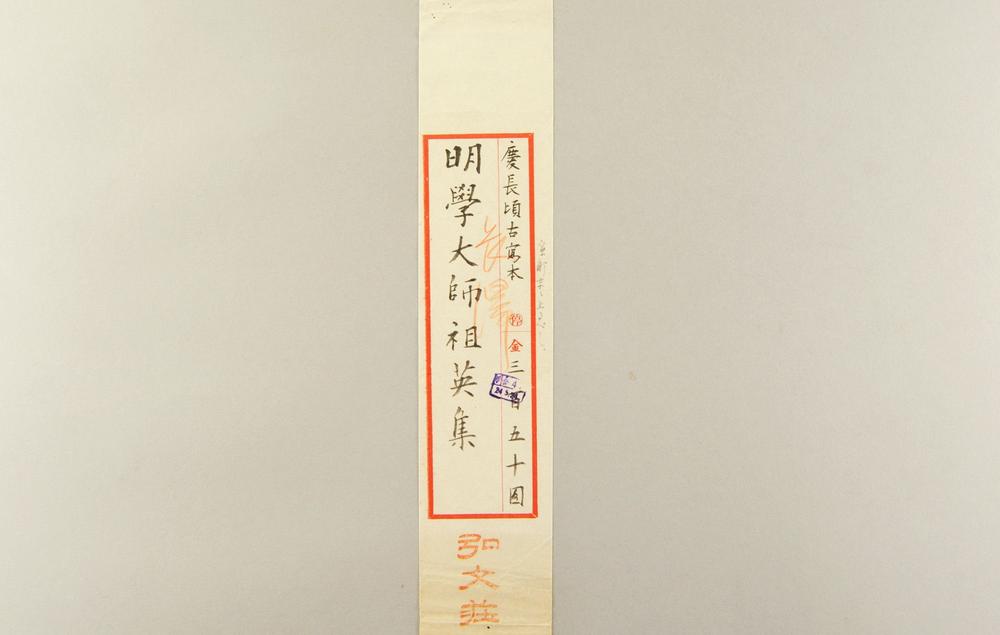 慶長頃古寫本
停 金三百五十圓
明學大師祖英集
弘文莊